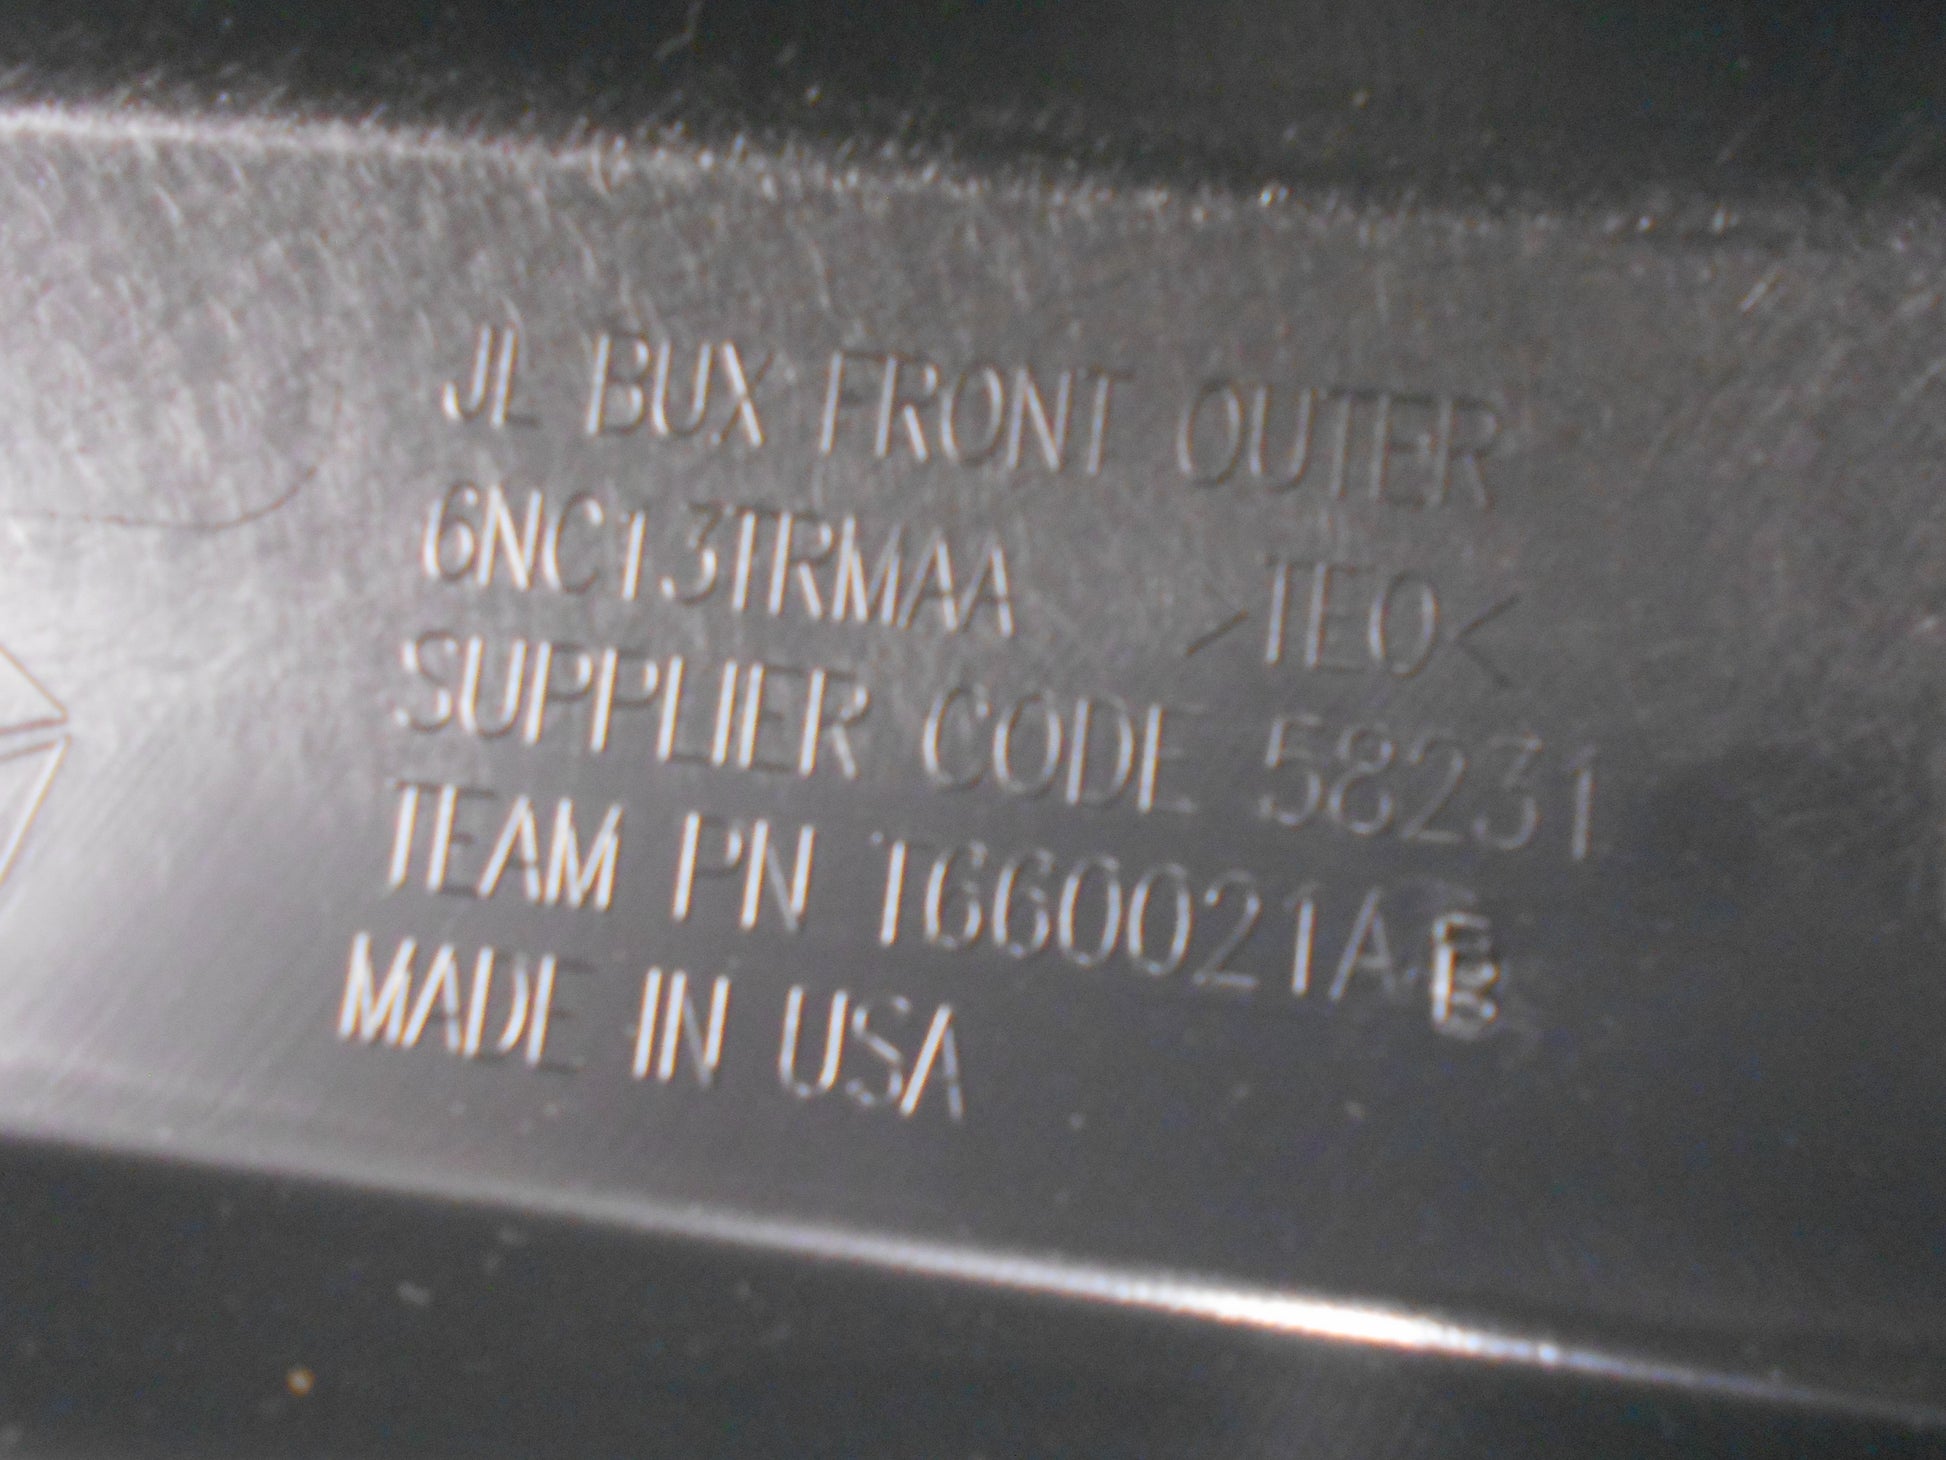 JL BUX FRONT OUTER
6NC13TRMAA >TEO<
SUPPLIER CODE 58231
TEAM PN T660021AB
MADE IN USA